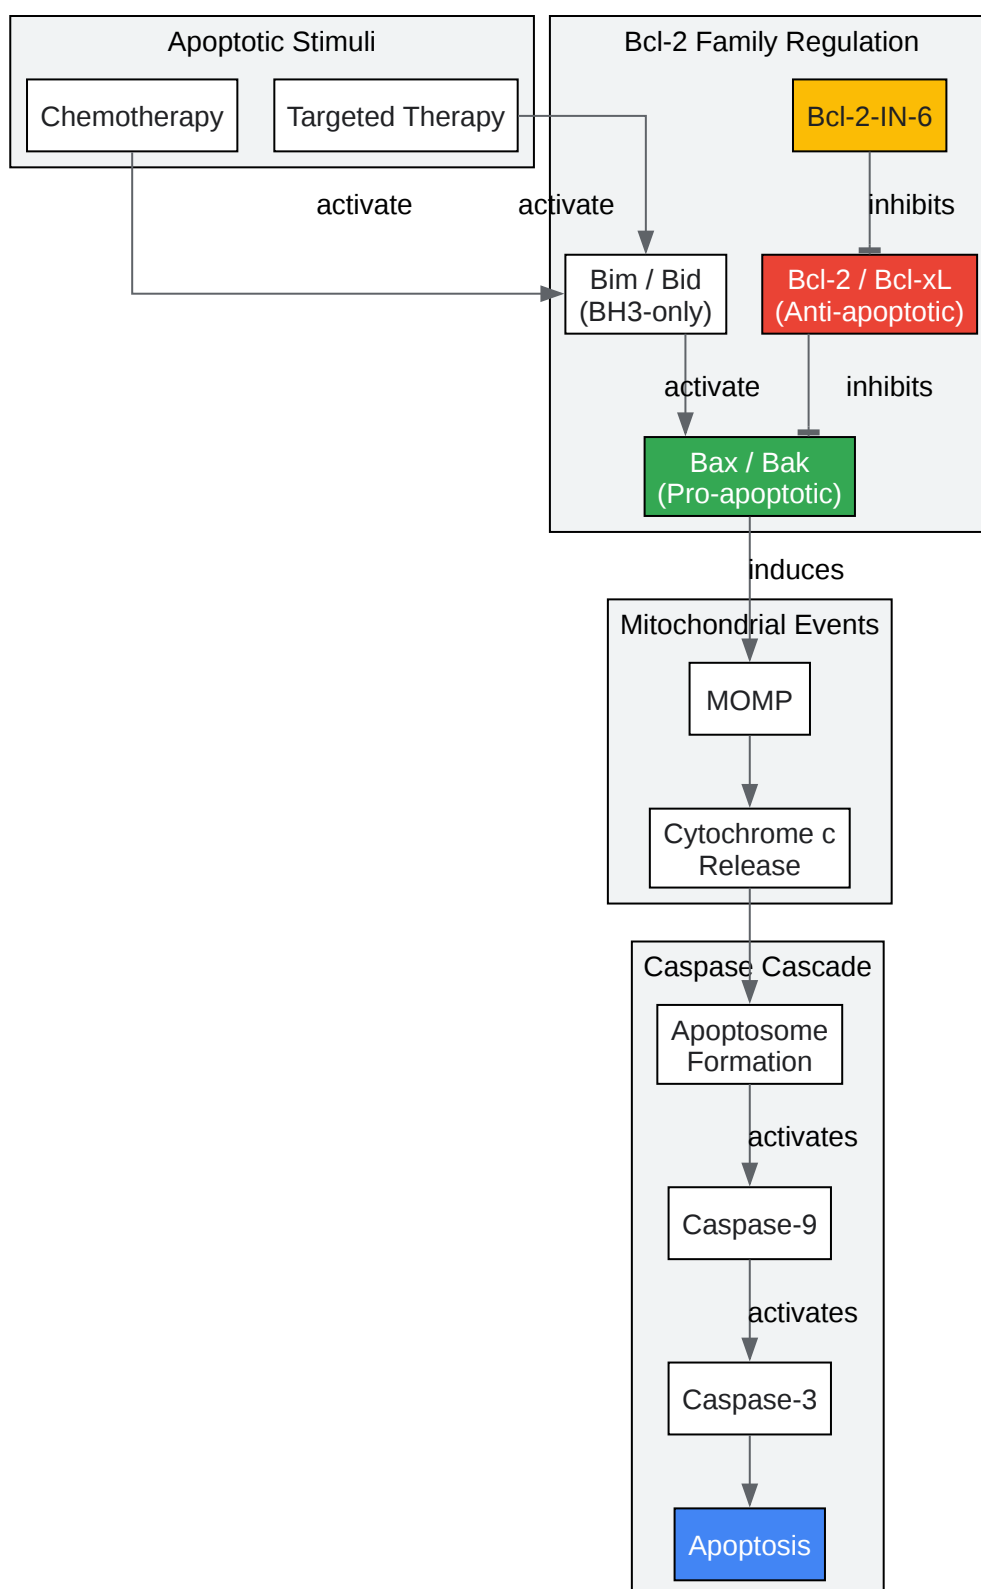 Apoptotic Stimuli
Bcl-2 Family Regulation
Chemotherapy
Targeted Therapy
Bcl-2-IN-6
activate
activate
inhibits
Bim / Bid
(BH3-only)
Bcl-2 / Bcl-xL
(Anti-apoptotic)
activate
inhibits
Bax / Bak
(Pro-apoptotic)
induces
Mitochondrial Events
MOMP
Cytochrome c
Release
Caspase Cascade
Apoptosome
Formation
activates
Caspase-9
activates
Caspase-3
Apoptosis